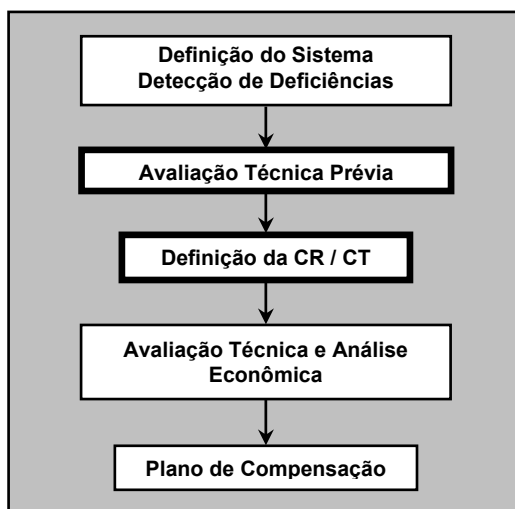 Definição do Sistema
Detecção de Deficiências
Avaliação Técnica Prévia
Definição da CR / CT
Avaliação Técnica e Análise
Econômica
Plano de Compensação